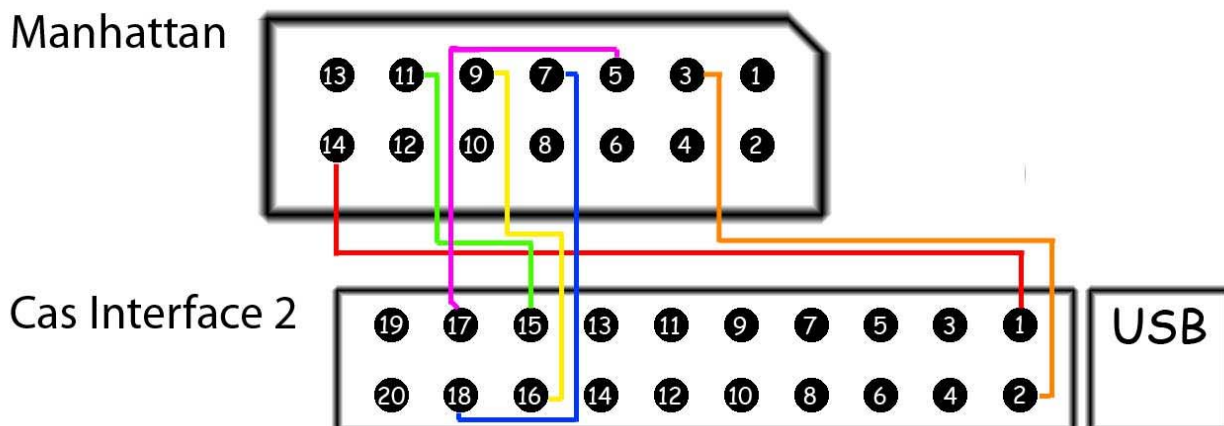 Manhattan
13 11 9 7 5 3 1
14 12 10 8 6 4 2
Cas Interface 2
19 17 15 13 11 9 7 5 3 1
USB
20 18 16 14 12 10 8 6 4 2